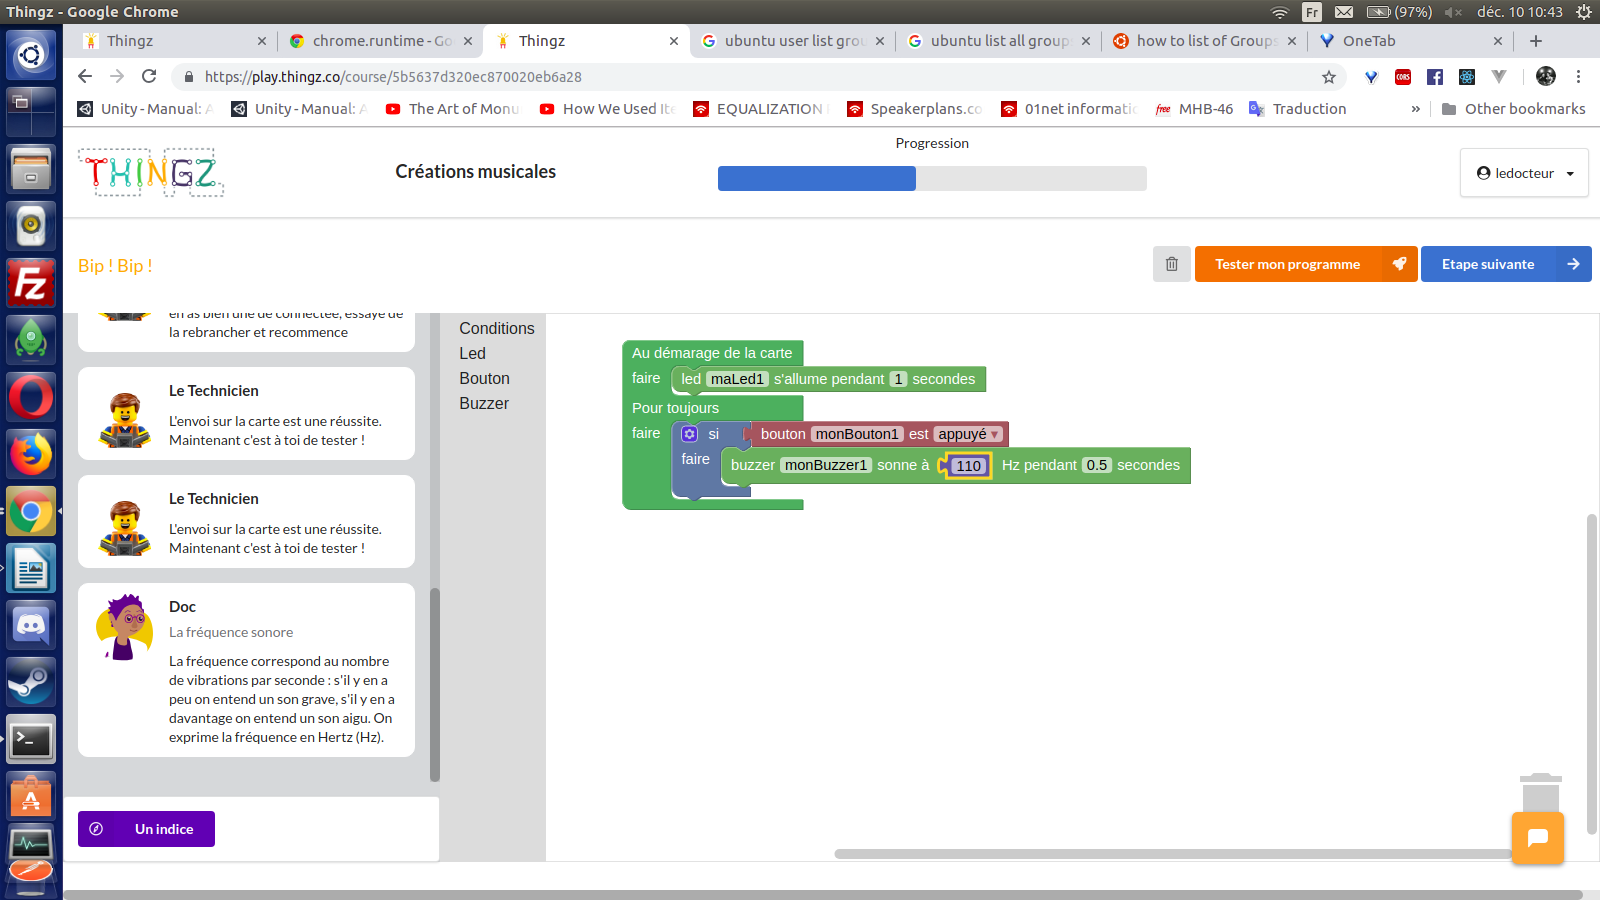 Thingz - Google Chrome
Fr
(97%)
déc. 10 10:43
Thingz
chrome.runtime - Go
Thingz
ubuntu user list grou
ubuntu list all group
how to list of Groups
OneTab
https://play.thingz.co/course/5b5637d320ec870020eb6a28
CORS
Unity - Manual: A
Unity - Manual: A
The Art of Monu
How We Used Ite
EQUALIZATION
Speakerplans.co
01net informatic
free
MHB-46
Traduction
»
Other bookmarks
THINGZ
Créations musicales
Progression
ledocteur
Bip ! Bip !
Tester mon programme
Etape suivante
en as bien une de connectée, essaye de
la rebrancher et recommence
Le Technicien
L'envoi sur la carte est une réussite.
Maintenant c'est à toi de tester !
Le Technicien
L'envoi sur la carte est une réussite.
Maintenant c'est à toi de tester !
Doc
La fréquence sonore
La fréquence correspond au nombre
de vibrations par seconde : s'il y en a
peu on entend un son grave, s'il y en a
davantage on entend un son aigu. On
exprime la fréquence en Hertz (Hz).
Un indice
Conditions
Led
Bouton
Buzzer
Au démarage de la carte
faire led maLed1 s'allume pendant 1 secondes
Pour toujours
faire si bouton monBouton1 est appuyé
faire buzzer monBuzzer1 sonne à 110 Hz pendant 0.5 secondes